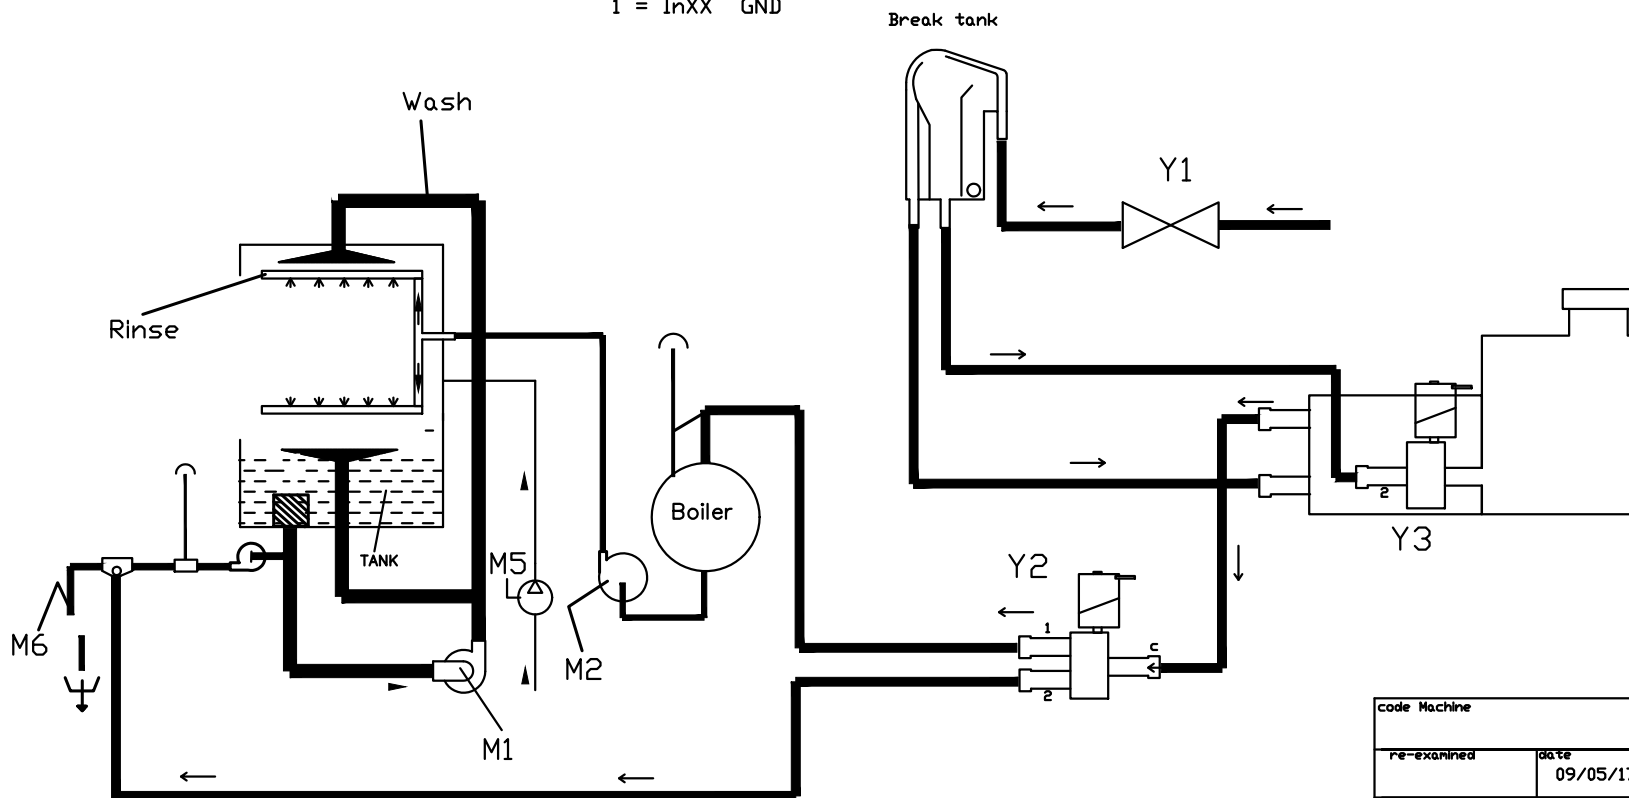 1 = InXX GND
Break tank
Wash
Y1
Rinse
2
Boiler
Y3
M5
TANK
Y2
M6
1
c
M2
2
M1
code Machine
re-examined
date
09/05/17